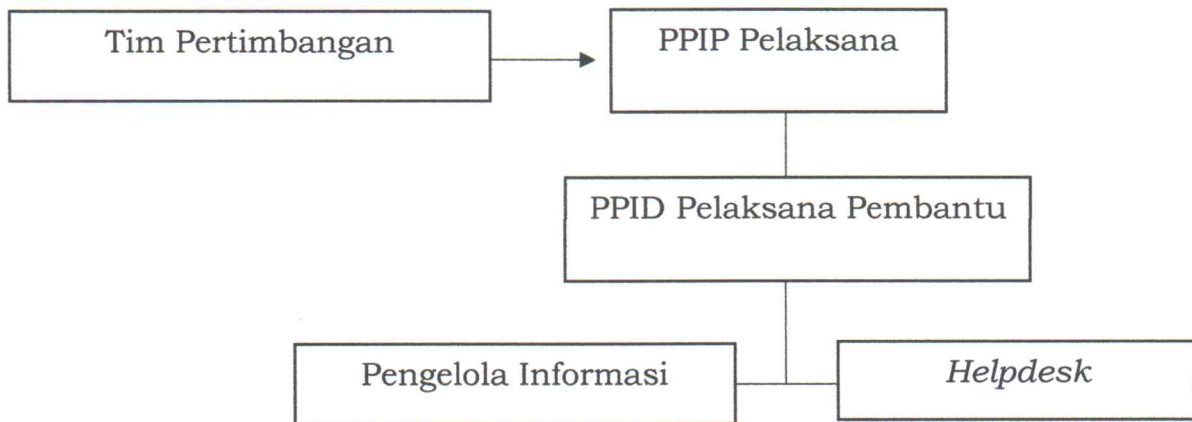 Tim Pertimbangan
PPIP Pelaksana
PPID Pelaksana Pembantu
Pengelola Informasi
Helpdesk